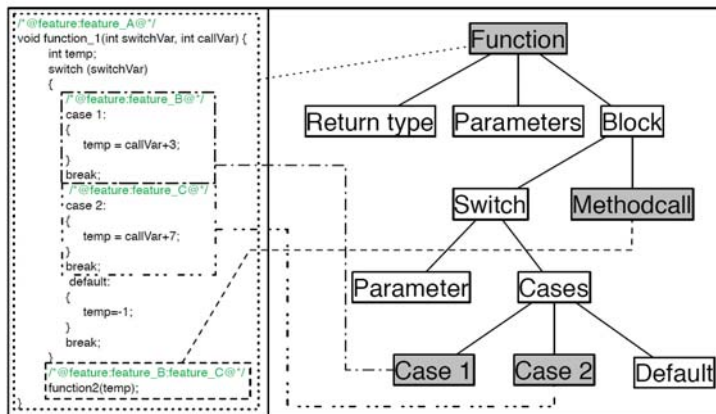 /*@feature:feature_A@*/
void function_1(int switchVar, int callVar) {
int temp;
switch (switchVar)
{
/*@feature:feature_B@*/
case 1:
{
temp = callVar+3;
}
break;
/*@feature:feature_C@*/
case 2:
{
temp = callVar+7;
}
break;
default:
{
temp=-1;
}
break;
}
/*@feature:feature_B:feature_C@*/
function2(temp);
}
Function
Return type
Parameters
Block
Switch
Methodcall
Parameter
Cases
Case 1
Case 2
Default